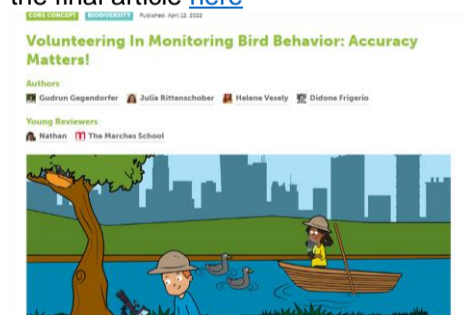 the final article here
CORE CONCEPT BIODIVERSITY Published: April 12, 2022
Volunteering In Monitoring Bird Behavior: Accuracy
Matters!
Authors
Gudrun Gegendorfer Julia Rittenschober Helene Vesely Didone Frigerio
Young Reviewers
Nathan The Marches School